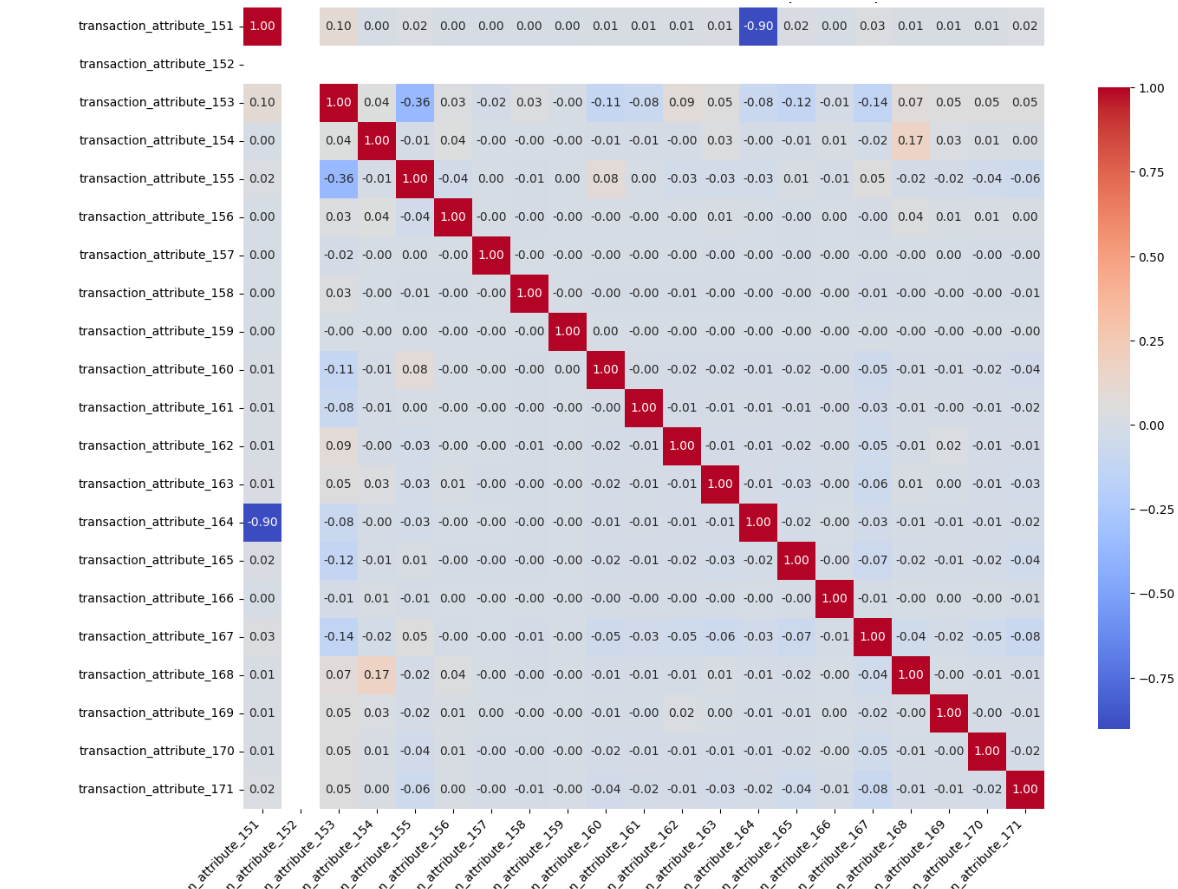 transaction_attribute_151 1.00 0.10 0.00 0.02 0.00 0.00 0.00 0.00 0.01 0.01 0.01 0.01 -0.90 0.02 0.00 0.03 0.01 0.01 0.01 0.02
transaction_attribute_152
transaction_attribute_153 0.10 1.00 0.04 -0.36 0.03 -0.02 0.03 -0.00 -0.11 -0.08 0.09 0.05 -0.08 -0.12 -0.01 -0.14 0.07 0.05 0.05 0.05
transaction_attribute_154 0.00 0.04 1.00 -0.01 0.04 -0.00 -0.00 -0.00 -0.01 -0.01 -0.00 0.03 -0.00 -0.01 0.01 -0.02 0.17 0.03 0.01 0.00
transaction_attribute_155 0.02 -0.36 -0.01 1.00 -0.04 0.00 -0.01 0.00 0.08 0.00 -0.03 -0.03 -0.03 0.01 -0.01 0.05 -0.02 -0.02 -0.04 -0.06
transaction_attribute_156 0.00 0.03 0.04 -0.04 1.00 -0.00 -0.00 -0.00 -0.00 -0.00 -0.00 0.01 -0.00 -0.00 -0.00 -0.00 0.04 0.01 0.01 0.00
transaction_attribute_157 0.00 -0.02 -0.00 0.00 -0.00 1.00 -0.00 -0.00 -0.00 -0.00 -0.00 -0.00 -0.00 -0.00 -0.00 -0.00 -0.00 0.00 -0.00 -0.00
transaction_attribute_158 0.00 0.03 -0.00 -0.01 -0.00 -0.00 1.00 -0.00 -0.00 -0.00 -0.01 -0.00 -0.00 -0.00 -0.00 -0.01 -0.00 -0.00 -0.00 -0.01
transaction_attribute_159 0.00 -0.00 -0.00 0.00 -0.00 -0.00 -0.00 1.00 0.00 -0.00 -0.00 -0.00 -0.00 -0.00 -0.00 -0.00 -0.00 -0.00 -0.00 -0.00
transaction_attribute_160 0.01 -0.11 -0.01 0.08 -0.00 -0.00 -0.00 0.00 1.00 -0.00 -0.02 -0.02 -0.01 -0.02 -0.00 -0.05 -0.01 -0.01 -0.02 -0.04
transaction_attribute_161 0.01 -0.08 -0.01 0.00 -0.00 -0.00 -0.00 -0.00 -0.00 1.00 -0.01 -0.01 -0.01 -0.01 -0.00 -0.03 -0.01 -0.00 -0.01 -0.02
transaction_attribute_162 0.01 0.09 -0.00 -0.03 -0.00 -0.00 -0.01 -0.00 -0.02 -0.01 1.00 -0.01 -0.01 -0.02 -0.00 -0.05 -0.01 0.02 -0.01 -0.01
transaction_attribute_163 0.01 0.05 0.03 -0.03 0.01 -0.00 -0.00 -0.00 -0.02 -0.01 -0.01 1.00 -0.01 -0.03 -0.00 -0.06 0.01 0.00 -0.01 -0.03
transaction_attribute_164 -0.90 -0.08 -0.00 -0.03 -0.00 -0.00 -0.00 -0.00 -0.01 -0.01 -0.01 -0.01 1.00 -0.02 -0.00 -0.03 -0.01 -0.01 -0.01 -0.02
transaction_attribute_165 0.02 -0.12 -0.01 0.01 -0.00 -0.00 -0.00 -0.00 -0.02 -0.01 -0.02 -0.03 -0.02 1.00 -0.00 -0.07 -0.02 -0.01 -0.02 -0.04
transaction_attribute_166 0.00 -0.01 0.01 -0.01 -0.00 -0.00 -0.00 -0.00 -0.00 -0.00 -0.00 -0.00 -0.00 -0.00 1.00 -0.01 -0.00 0.00 -0.00 -0.01
transaction_attribute_167 0.03 -0.14 -0.02 0.05 -0.00 -0.00 -0.01 -0.00 -0.05 -0.03 -0.05 -0.06 -0.03 -0.07 -0.01 1.00 -0.04 -0.02 -0.05 -0.08
transaction_attribute_168 0.01 0.07 0.17 -0.02 0.04 -0.00 -0.00 -0.00 -0.01 -0.01 -0.01 0.01 -0.01 -0.02 -0.00 -0.04 1.00 -0.00 -0.01 -0.01
transaction_attribute_169 0.01 0.05 0.03 -0.02 0.01 0.00 -0.00 -0.00 -0.01 -0.00 0.02 0.00 -0.01 -0.01 0.00 -0.02 -0.00 1.00 -0.00 -0.01
transaction_attribute_170 0.01 0.05 0.01 -0.04 0.01 -0.00 -0.00 -0.00 -0.02 -0.01 -0.01 -0.01 -0.01 -0.02 -0.00 -0.05 -0.01 -0.00 1.00 -0.02
transaction_attribute_171 0.02 0.05 0.00 -0.06 0.00 -0.00 -0.01 -0.00 -0.04 -0.02 -0.01 -0.03 -0.02 -0.04 -0.01 -0.08 -0.01 -0.01 -0.02 1.00
n_attribute_151 n_attribute_152 n_attribute_153 n_attribute_154 n_attribute_155 n_attribute_156 n_attribute_157 n_attribute_158 n_attribute_159 n_attribute_160 n_attribute_161 n_attribute_162 n_attribute_163 n_attribute_164 n_attribute_165 n_attribute_166 n_attribute_167 n_attribute_168 n_attribute_169 n_attribute_170 n_attribute_171
1.00
0.75
0.50
0.25
0.00
−0.25
−0.50
−0.75